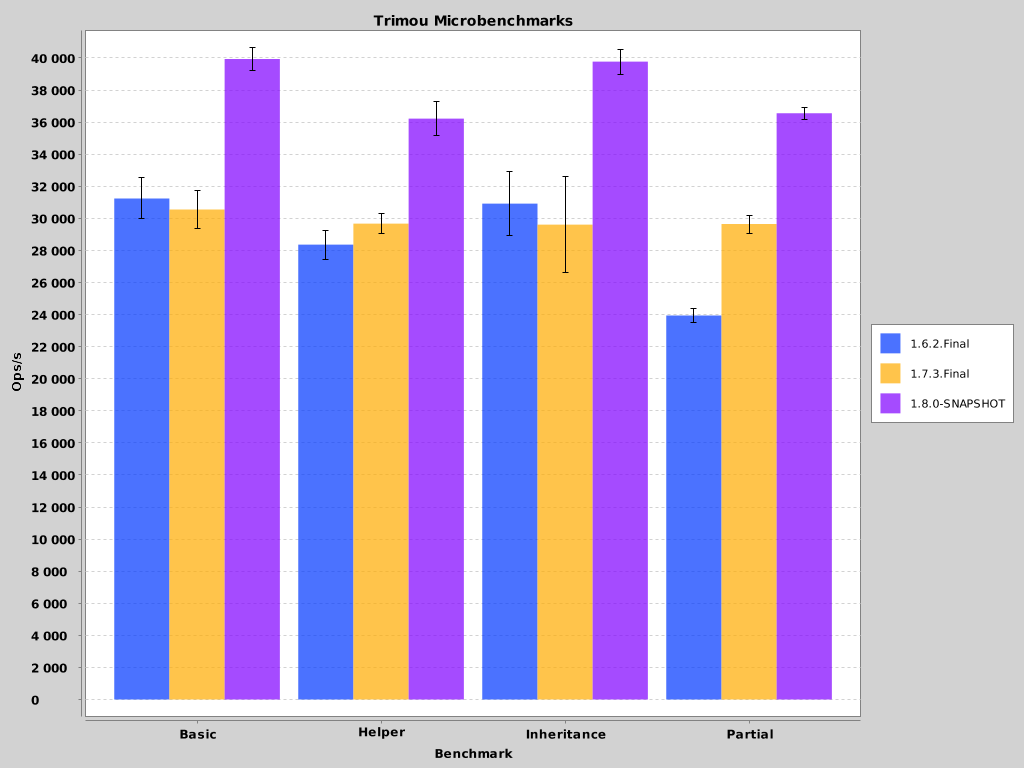 Trimou Microbenchmarks
40 000
38 000
36 000
34 000
32 000
30 000
28 000
26 000
24 000
22 000
20 000
18 000
16 000
14 000
12 000
10 000
8 000
6 000
4 000
2 000
0
Ops/s
Basic
Helper
Inheritance
Partial
Benchmark
1.6.2.Final
1.7.3.Final
1.8.0-SNAPSHOT